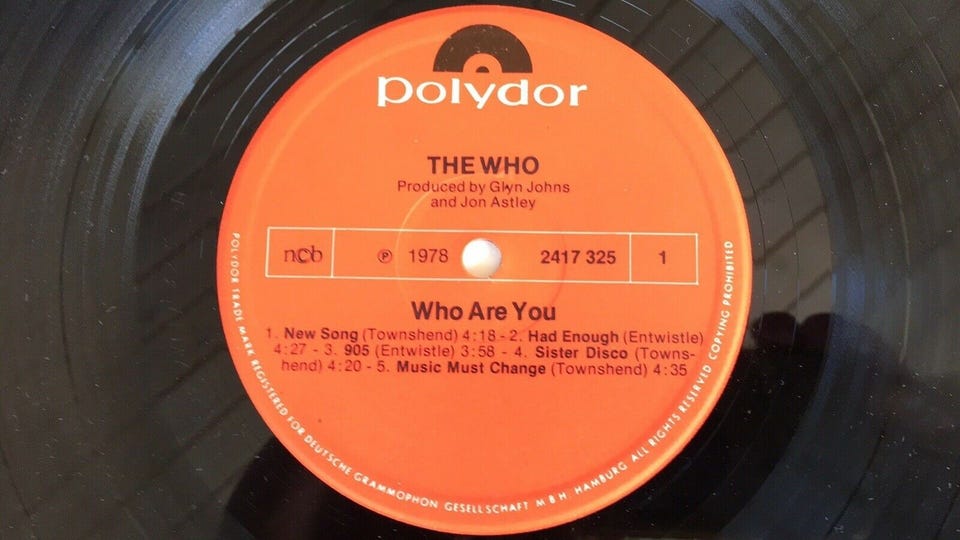 polydor
THE WHO
Produced by Glyn Johns
and Jon Astley
ncb ℗ 1978 2417 325 1
Who Are You
1. New Song (Townshend) 4:18 - 2. Had Enough (Entwistle)
4:27 - 3. 905 (Entwistle) 3:58 - 4. Sister Disco (Towns-
hend) 4:20 - 5. Music Must Change (Townshend) 4:35
POLYDOR TRADE MARK REGISTERED FOR DEUTSCHE GRAMMOPHON GESELLSCHAFT M B H HAMBURG ALL RIGHTS RESERVED COPYING PROHIBITED